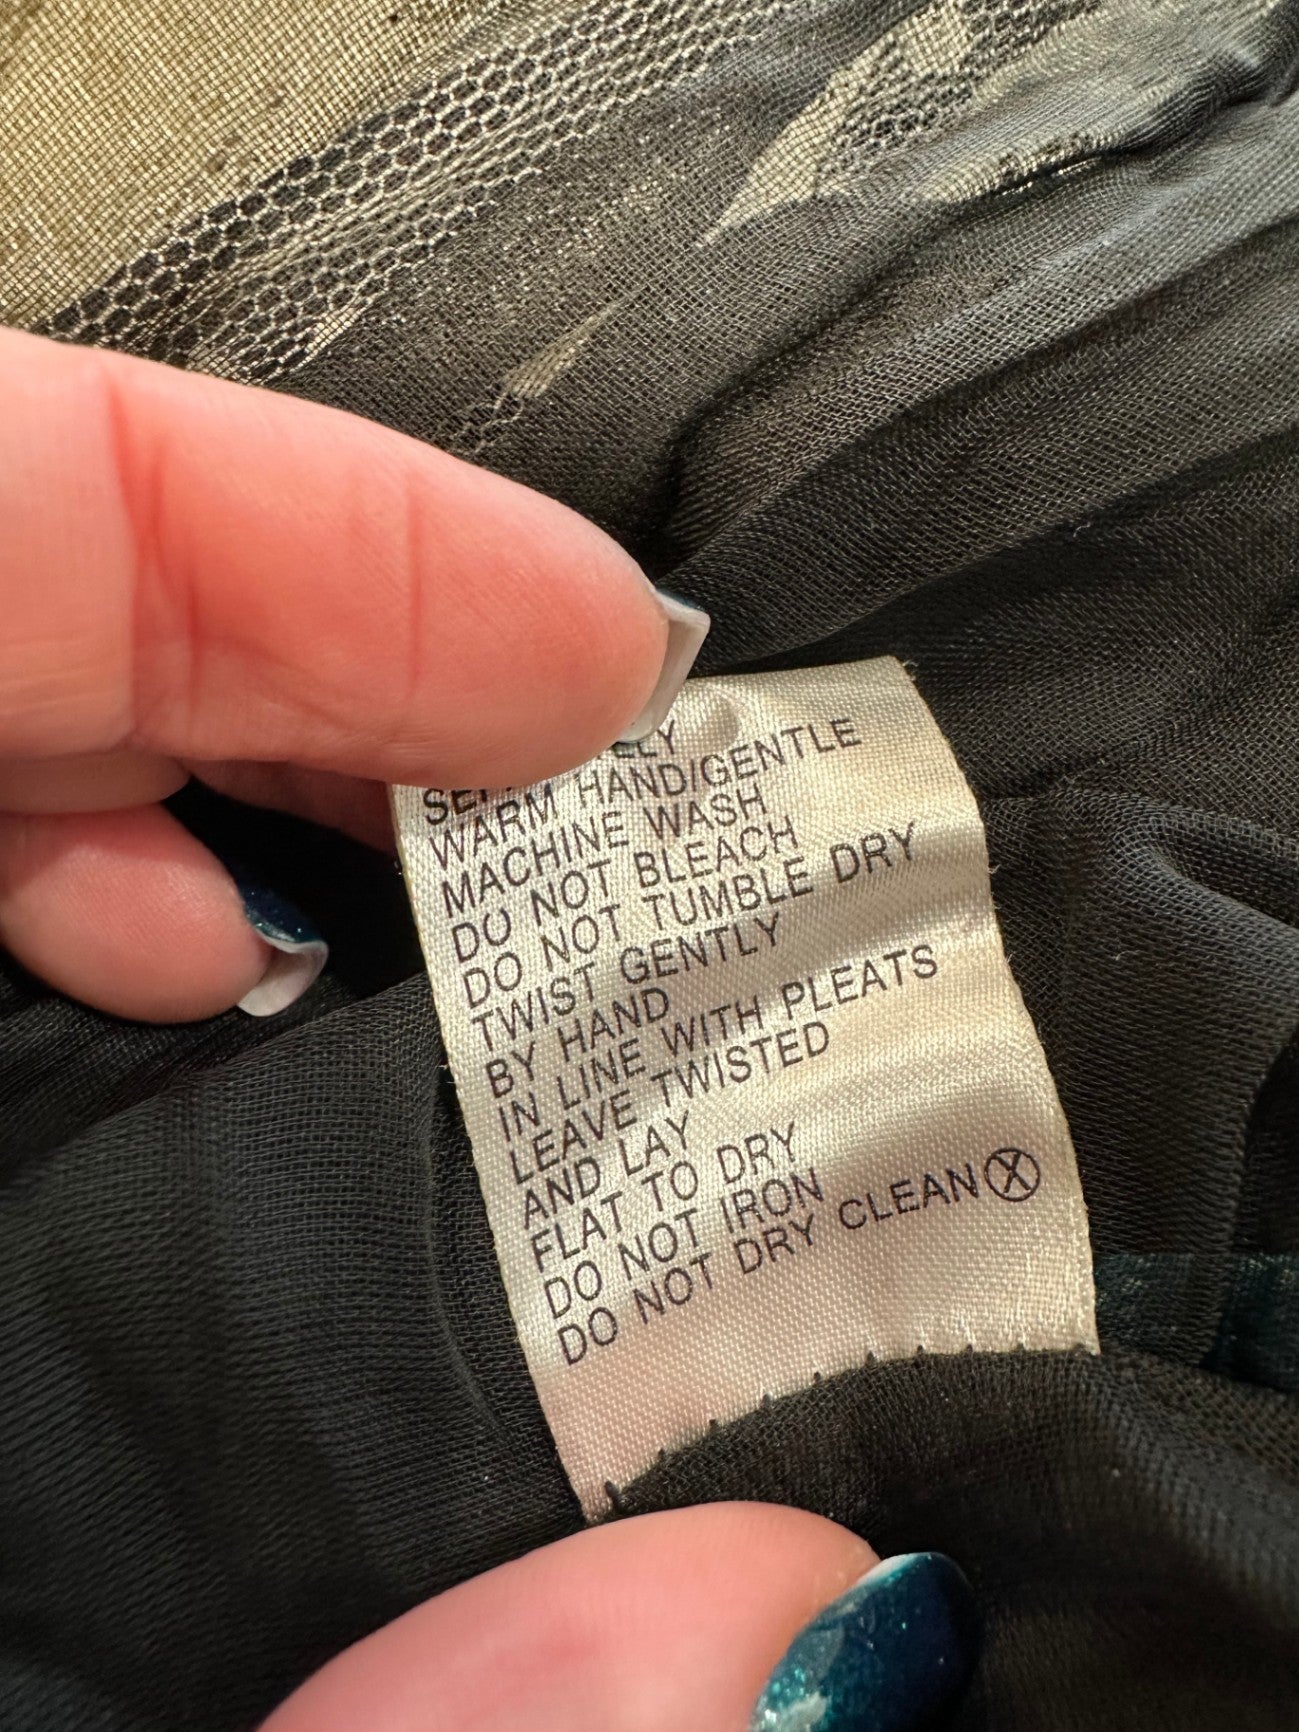 WARM HAND/GENTLE
MACHINE WASH
DO NOT BLEACH
DO NOT TUMBLE DRY
TWIST GENTLY
BY HAND
IN LINE WITH PLEATS
LEAVE TWISTED
AND LAY
FLAT TO DRY
DO NOT IRON
DO NOT DRY CLEAN Ⓧ